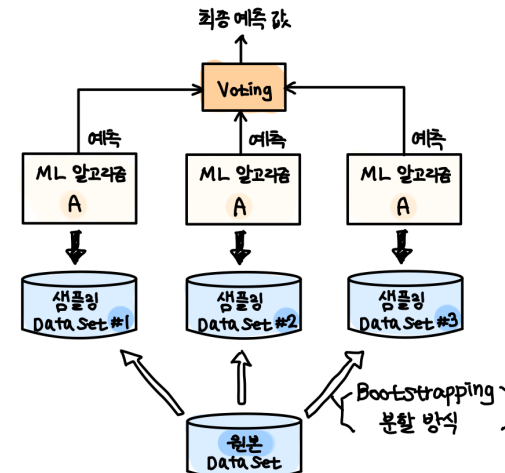 최종 예측 값
Voting
예측
예측
예측
ML 알고리즘
A
ML 알고리즘
A
ML 알고리즘
A
샘플링
Data Set #1
샘플링
Data Set #2
샘플링
Data Set #3
Bootstrapping
분할 방식
원본
Data Set